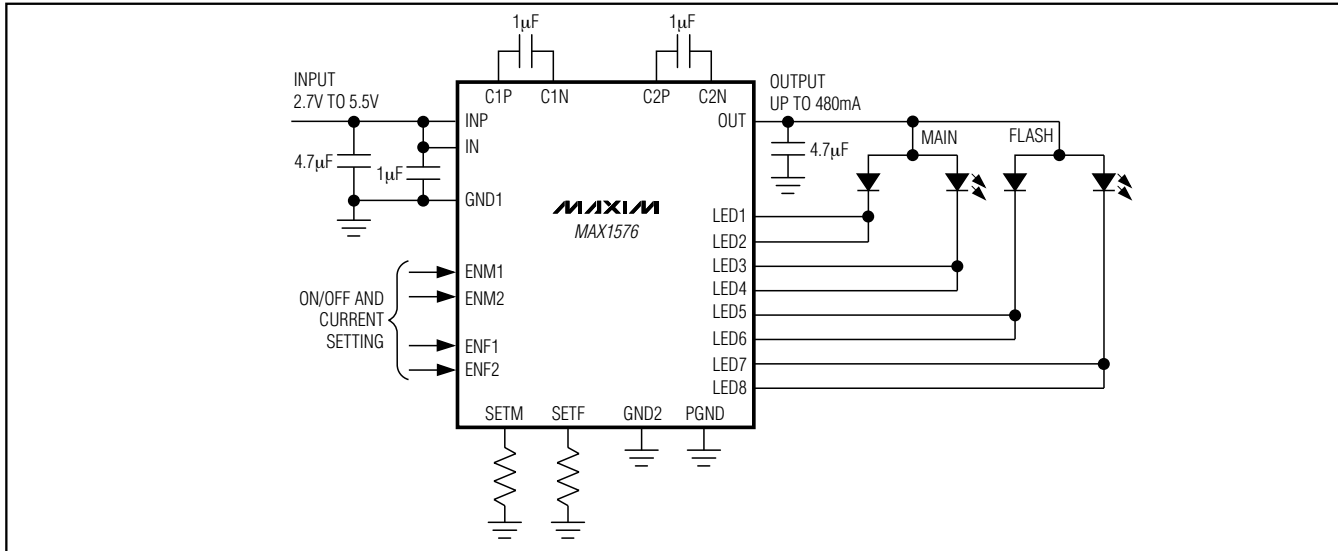 1μF
1μF
INPUT
2.7V TO 5.5V
C1P
C1N
C2P
C2N
OUTPUT
UP TO 480mA
INP
OUT
MAIN
FLASH
IN
4.7μF
1μF
4.7μF
GND1
MAXIM
MAX1576
LED1
LED2
LED3
LED4
LED5
LED6
LED7
LED8
ON/OFF AND
CURRENT
SETTING
ENM1
ENM2
ENF1
ENF2
SETM
SETF
GND2
PGND